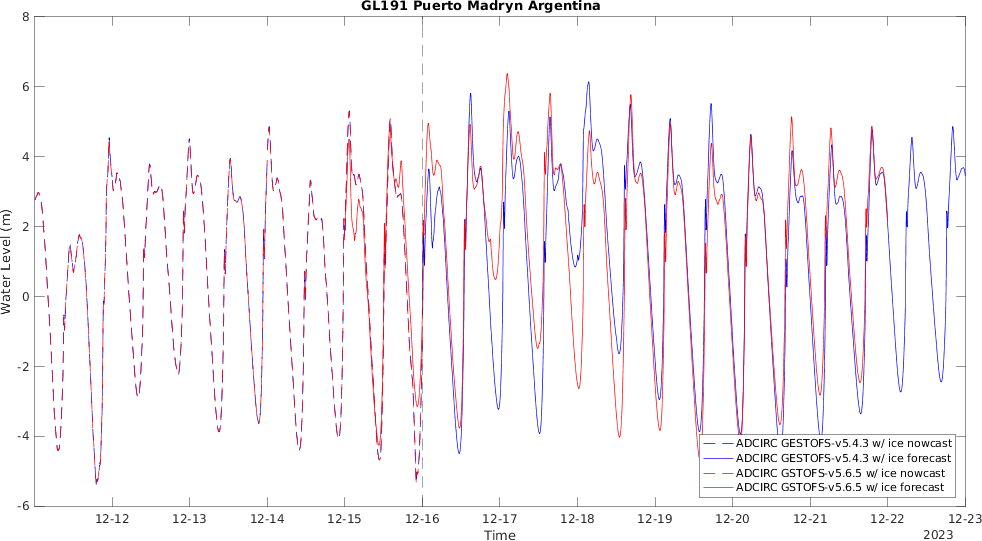 GL191 Puerto Madryn Argentina
8
6
4
2
0
-2
-4
-6
Water Level (m)
ADCIRC GESTOFS-v5.4.3 w/ ice nowcast
ADCIRC GESTOFS-v5.4.3 w/ ice forecast
ADCIRC GSTOFS-v5.6.5 w/ ice nowcast
ADCIRC GSTOFS-v5.6.5 w/ ice forecast
12-12 12-13 12-14 12-15 12-16 12-17 12-18 12-19 12-20 12-21 12-22 12-23
Time
2023